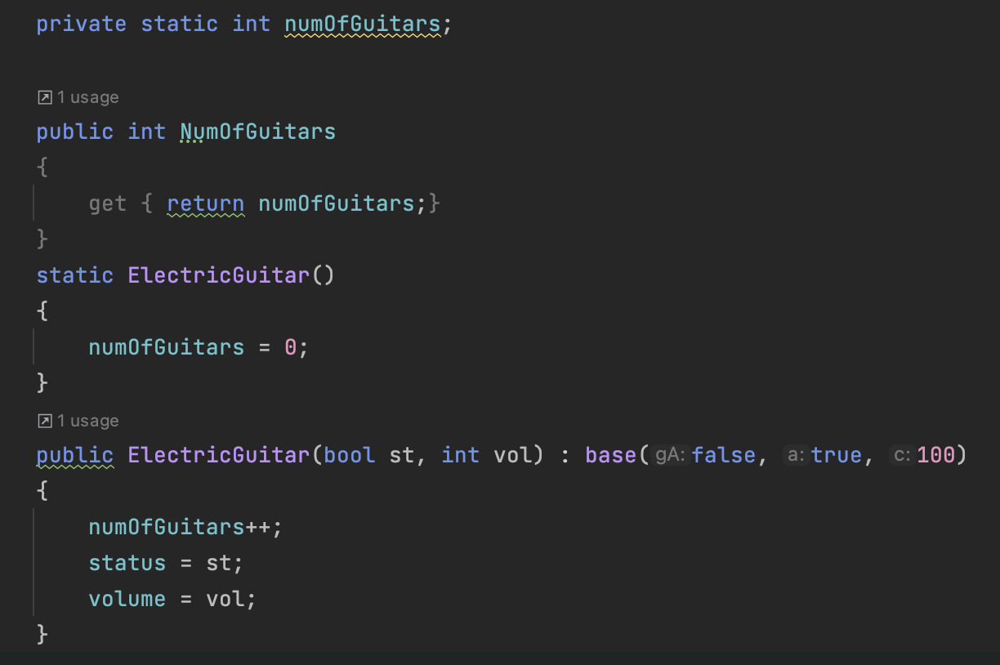 private static int numOfGuitars;
1 usage
public int NumOfGuitars
{
get { return numOfGuitars;}
}
static ElectricGuitar()
{
numOfGuitars = 0;
}
1 usage
public ElectricGuitar(bool st, int vol) : base(gA: false, a: true, c: 100)
{
numOfGuitars++;
status = st;
volume = vol;
}